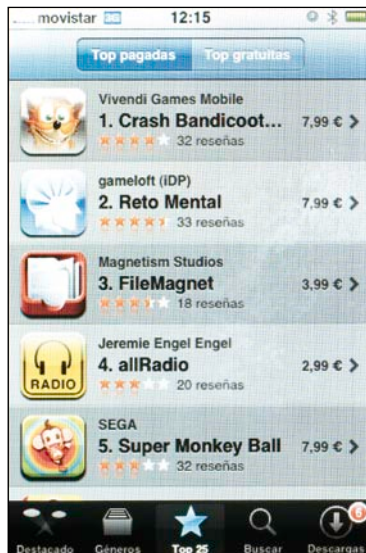 movistar 3G 12:15
Top pagadas Top gratuitas
Vivendi Games Mobile
1. Crash Bandicoot... 7,99 € >
32 reseñas
gameloft (iDP)
2. Reto Mental 7,99 € >
33 reseñas
Magnetism Studios
3. FileMagnet 3,99 € >
18 reseñas
Jeremie Engel Engel
RADIO
4. allRadio 2,99 € >
20 reseñas
SEGA
5. Super Monkey Ball 7,99 € >
32 reseñas
6
Destacado Géneros Top 25 Buscar Descargas